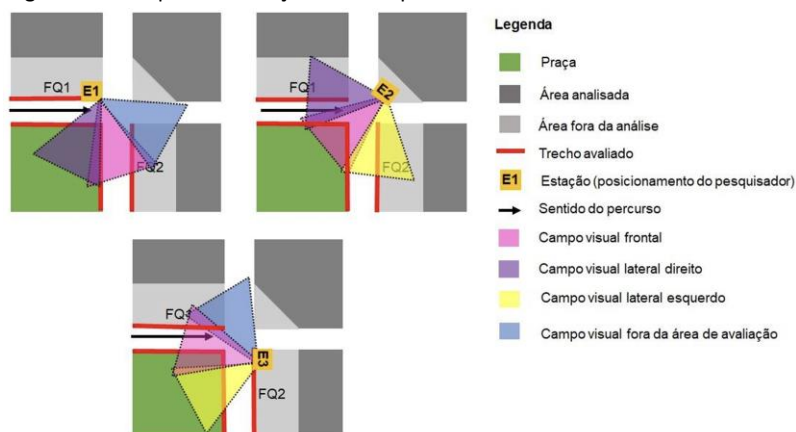 FQ1
E1
FQ2
FQ1
E2
FQ2
E3
FQ2
Legenda
Praça
Área analisada
Área fora da análise
Trecho avaliado
E1 Estação (posicionamento do pesquisador)
Sentido do percurso
Campo visual frontal
Campo visual lateral direito
Campo visual lateral esquerdo
Campo visual fora da área de avaliação